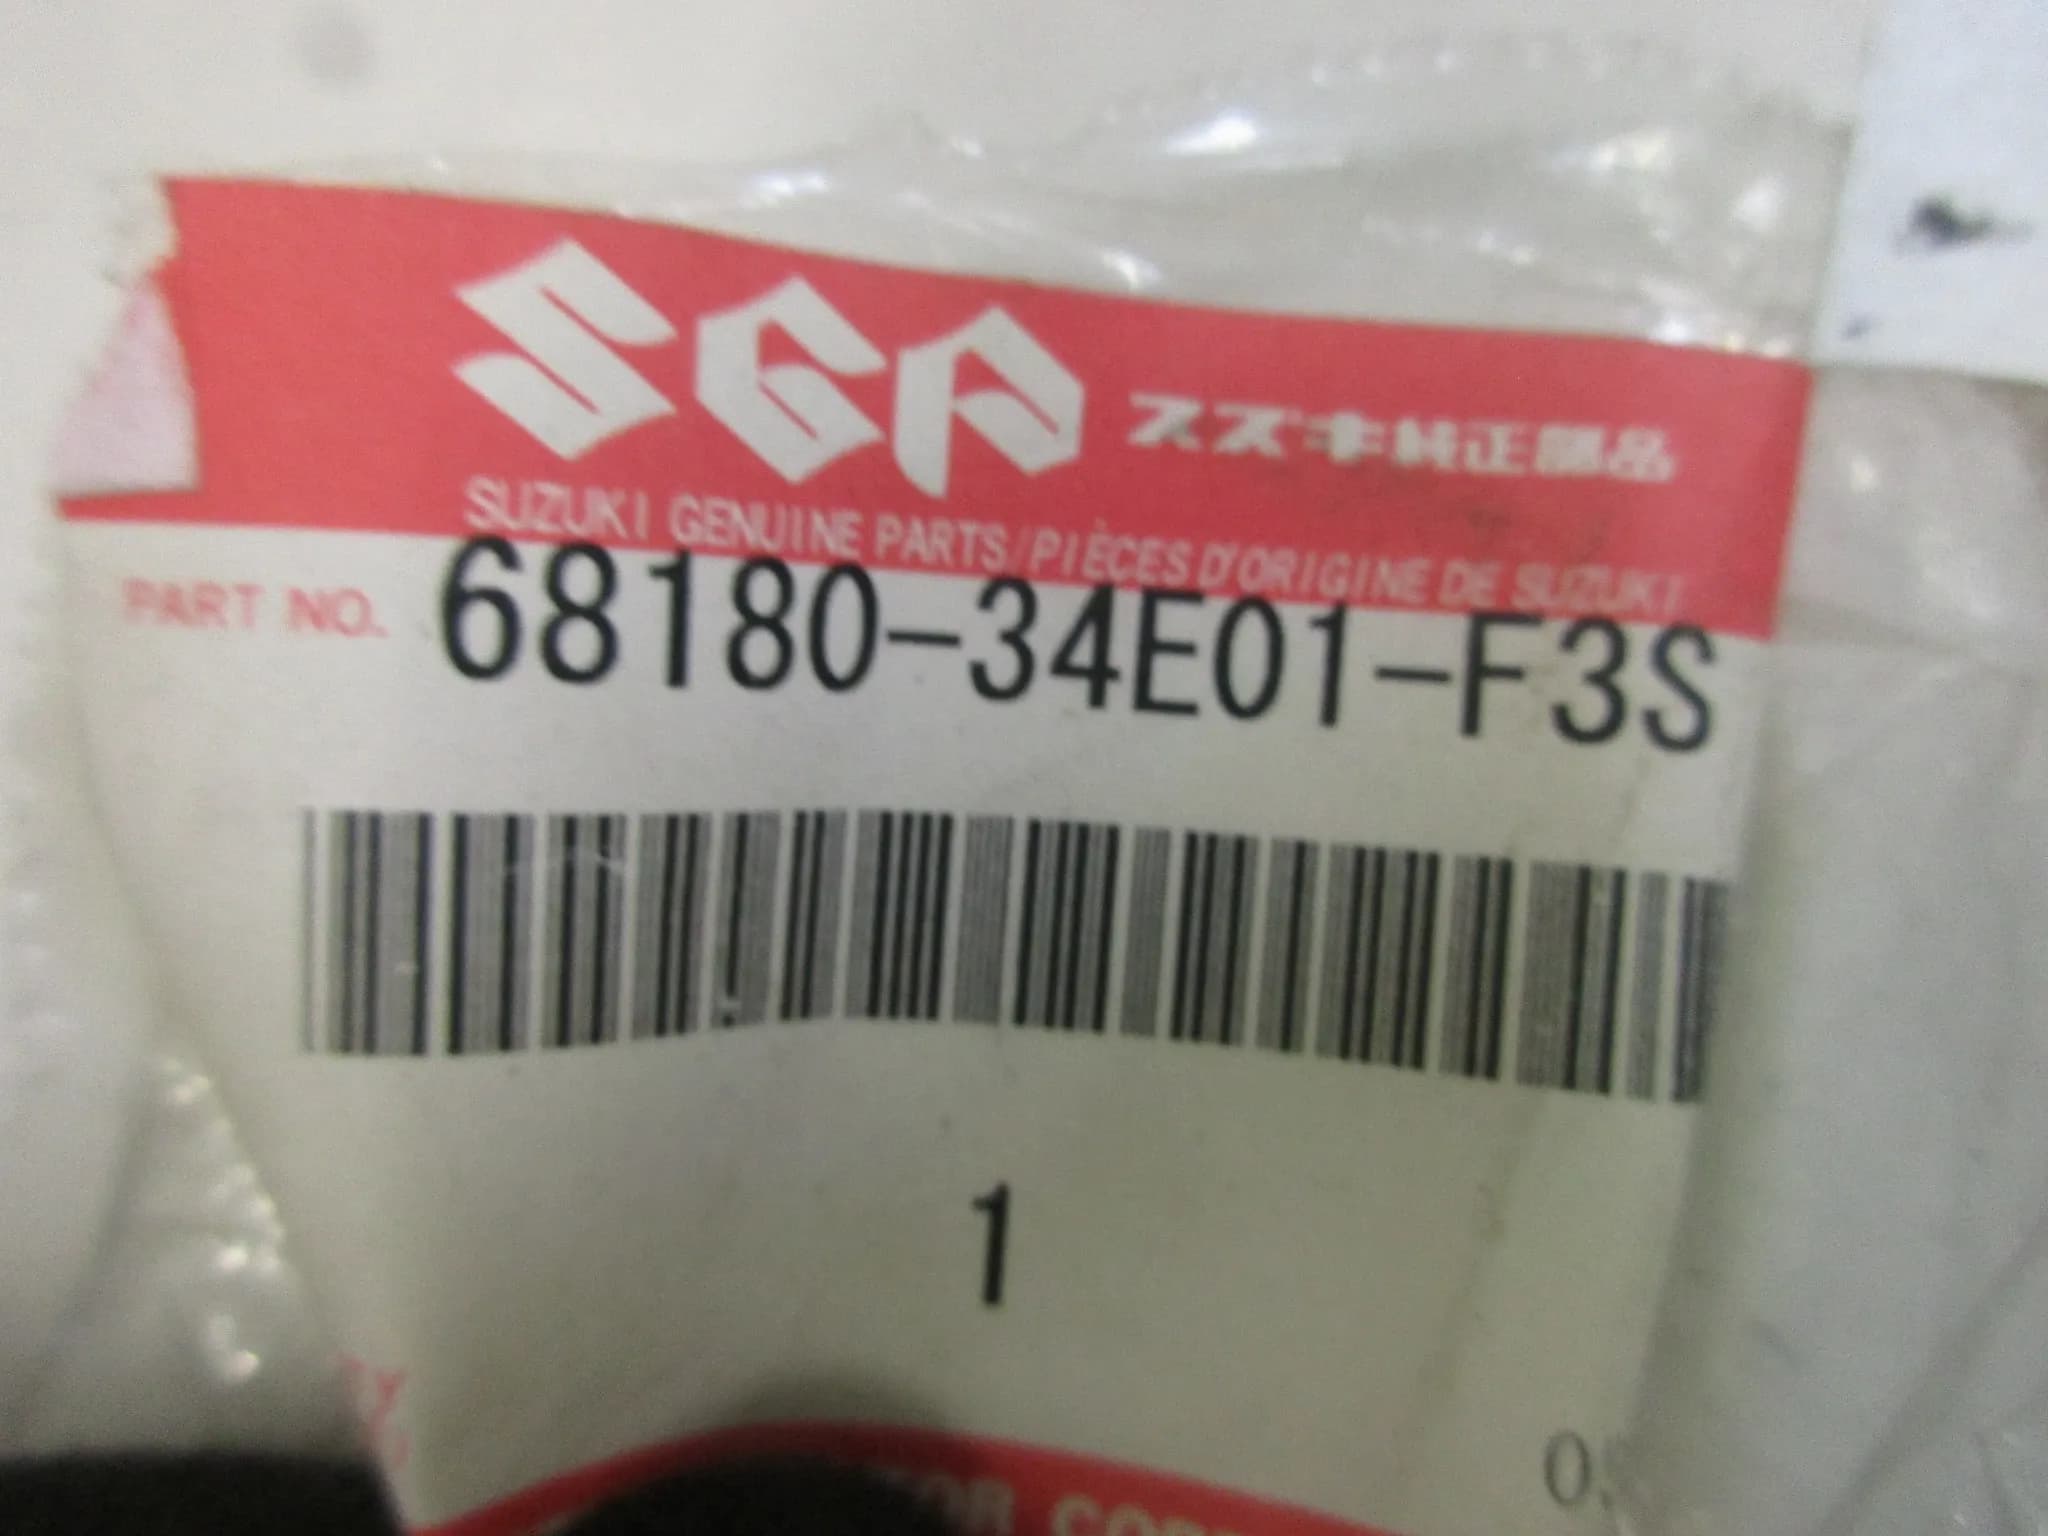 SGP スズキ純正部品
SUZUKI GENUINE PARTS/PIÈCES D'ORIGINE DE SUZUKI
PART NO. 68180-34E01-F3S
1